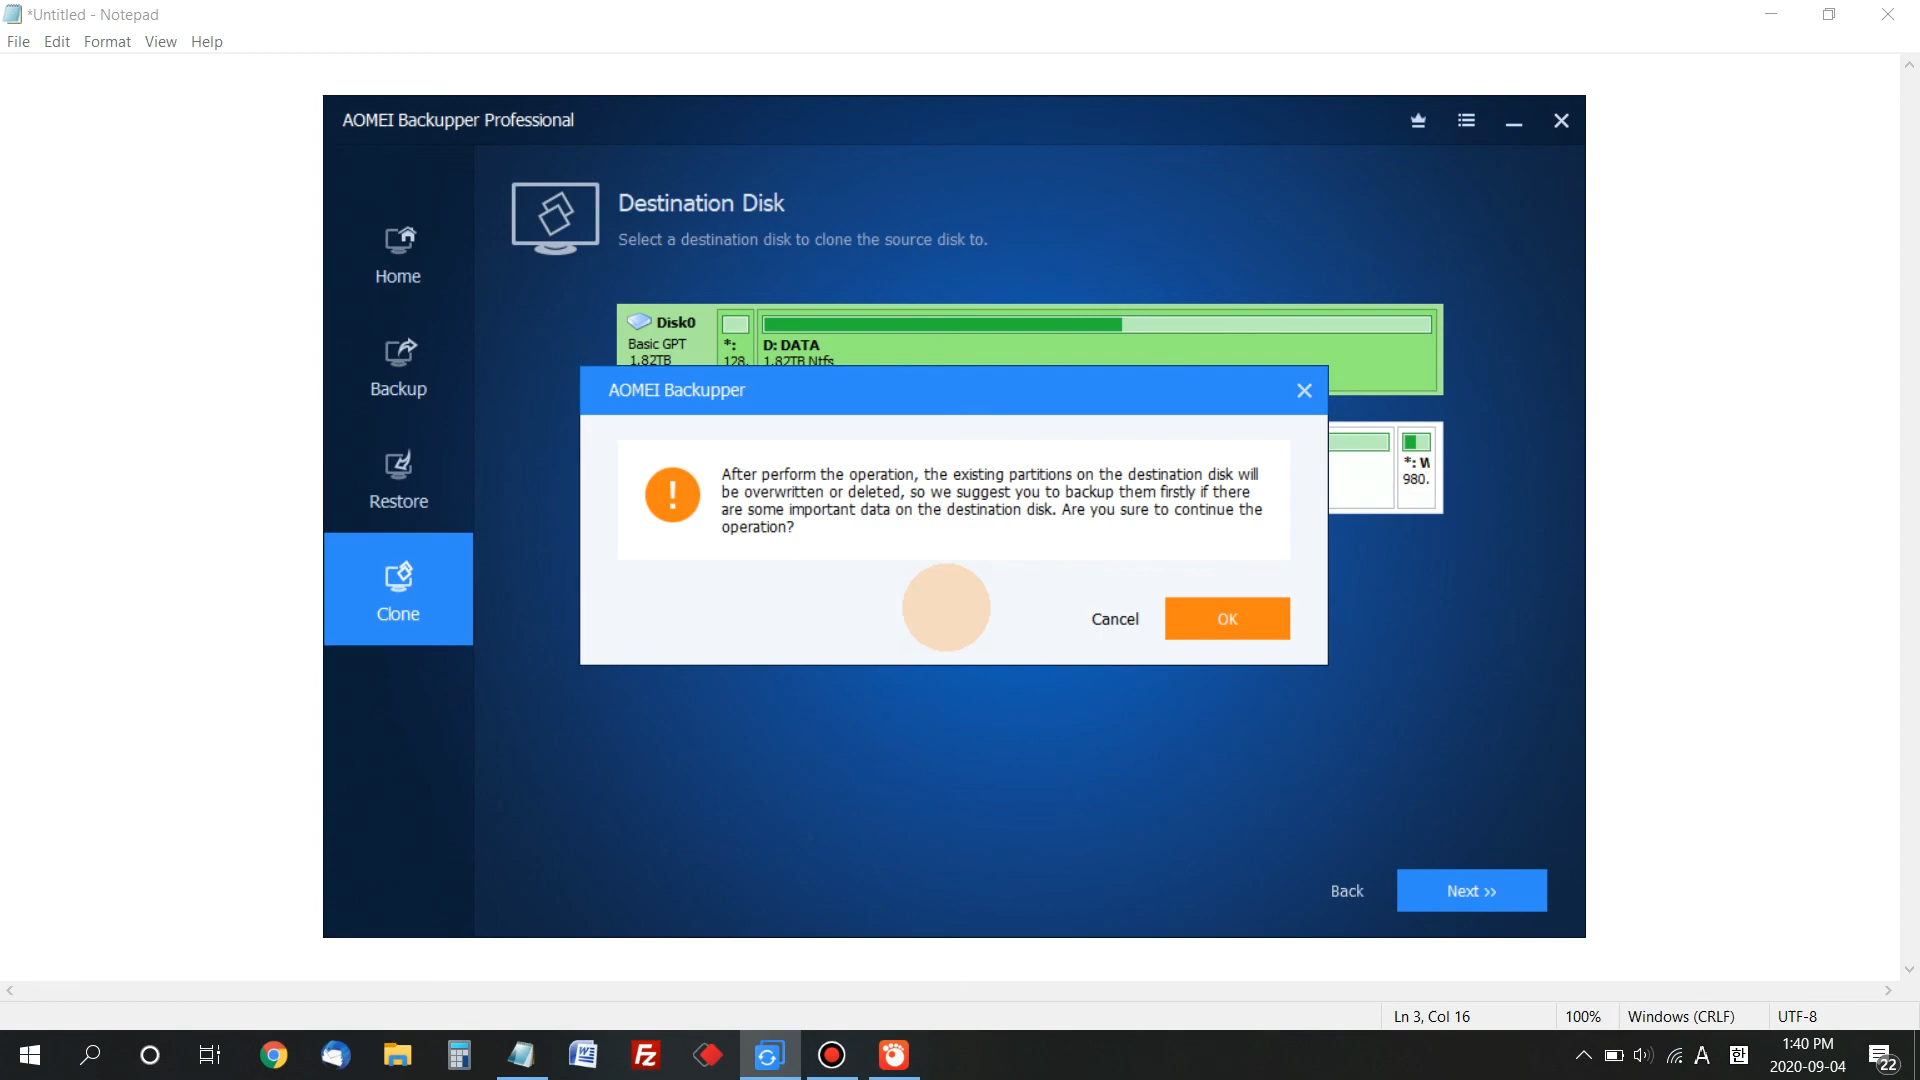 *Untitled - Notepad
File Edit Format View Help
AOMEI Backupper Professional
Destination Disk
Select a destination disk to clone the source disk to.
Home
Backup
Restore
Clone
Disk0
Basic GPT
1.82TB
*:
128.
D: DATA
1.82TB Ntfs
*: W
980.
AOMEI Backupper
!
After perform the operation, the existing partitions on the destination disk will
be overwritten or deleted, so we suggest you to backup them firstly if there
are some important data on the destination disk. Are you sure to continue the
operation?
Cancel
OK
Back
Next >>
Ln 3, Col 16
100%
Windows (CRLF)
UTF-8
W
Fz
A
한
1:40 PM
2020-09-04
22